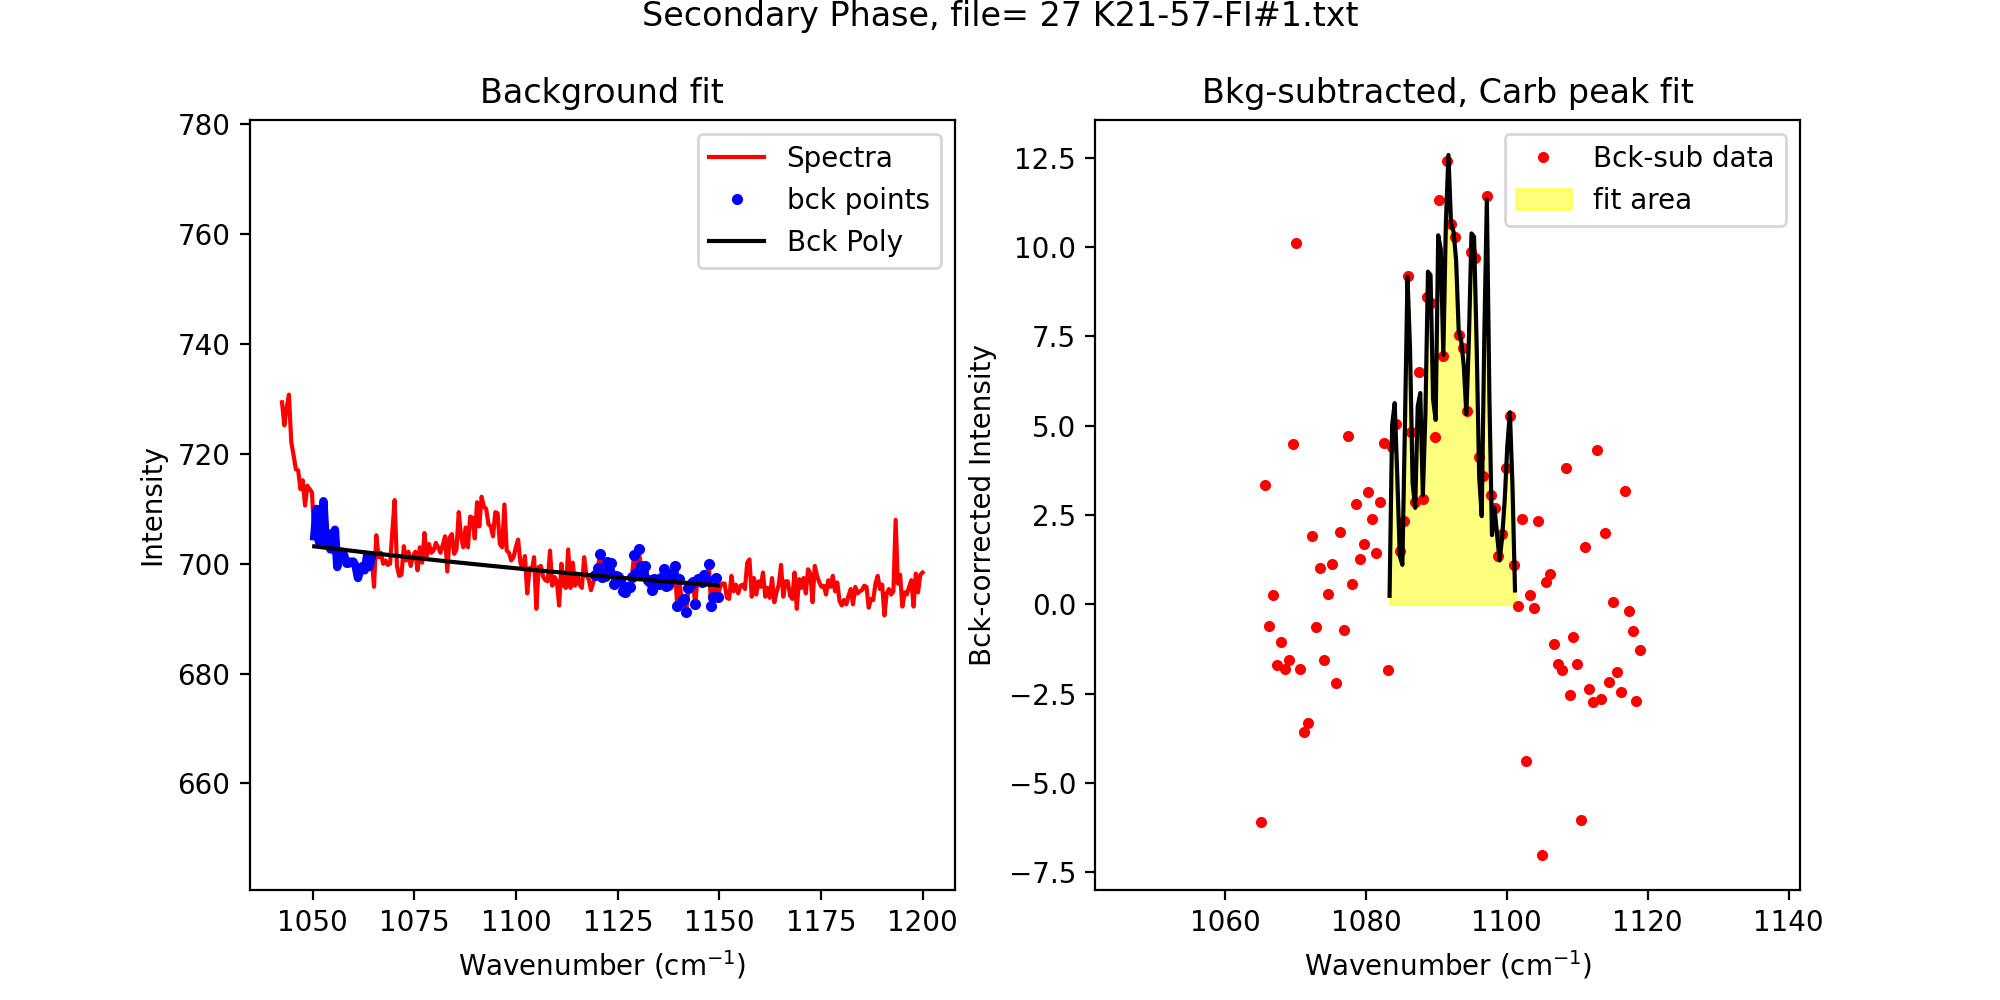 Secondary Phase, file= 27 K21-57-FI#1.txt
Background fit
780
760
740
720
700
680
660
Intensity
1050 1075 1100 1125 1150 1175 1200
Wavenumber (cm⁻¹)
Spectra
bck points
Bck Poly
Bkg-subtracted, Carb peak fit
12.5
10.0
7.5
5.0
2.5
0.0
−2.5
−5.0
−7.5
Bck-corrected Intensity
1060 1080 1100 1120 1140
Wavenumber (cm⁻¹)
Bck-sub data
fit area